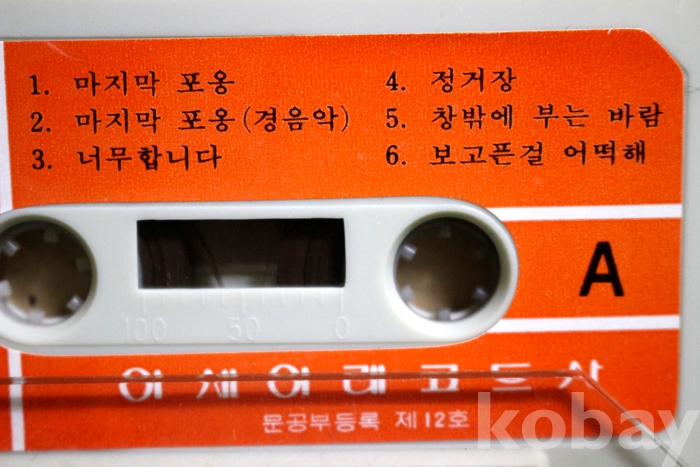 1. 마지막 포옹
2. 마지막 포옹(경음악)
3. 너무합니다
4. 정거장
5. 창밖에 부는 바람
6. 보고픈걸 어떡해
A
100 50 0
아세아레코드사
문공부등록 제12호
kobay